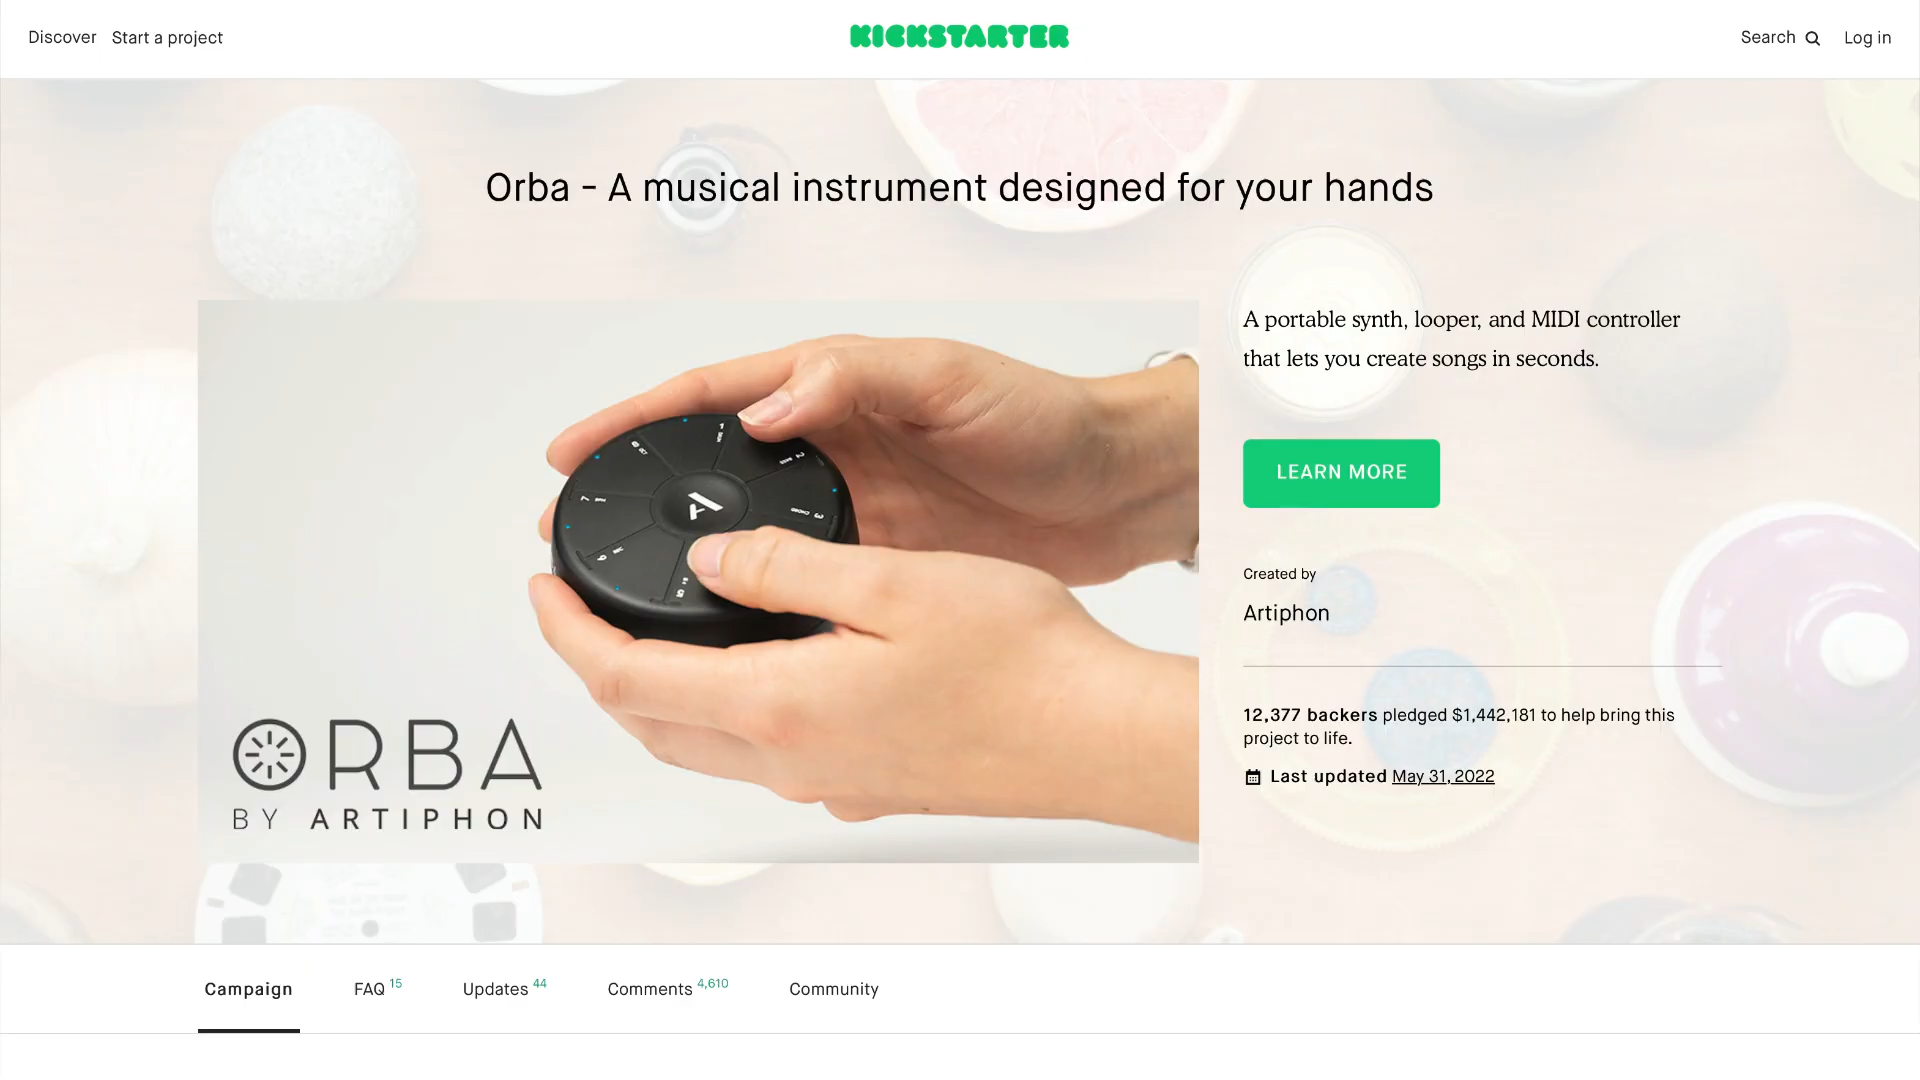 Discover Start a project
KICKSTARTER
Search Log in
Orba - A musical instrument designed for your hands
A portable synth, looper, and MIDI controller
that lets you create songs in seconds.
LEARN MORE
Created by
Artiphon
12,377 backers pledged $1,442,181 to help bring this
project to life.
Last updated May 31, 2022
ORBA
BY ARTIPHON
Campaign FAQ 15 Updates 44 Comments 4,610 Community